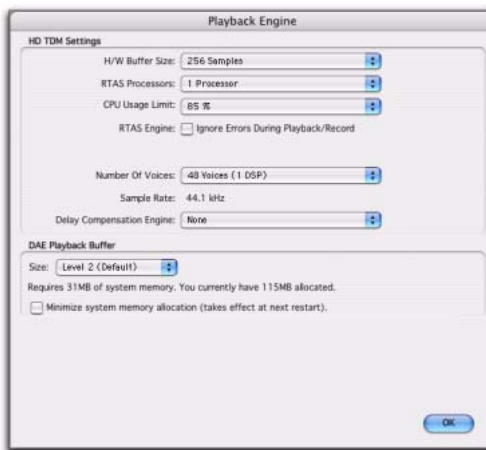 Playback Engine
HD TDM Settings
H/W Buffer Size: 256 Samples
RTAS Processors: 1 Processor
CPU Usage Limit: 85 %
RTAS Engine: Ignore Errors During Playback/Record
Number Of Voices: 48 Voices (1 DSP)
Sample Rate: 44.1 kHz
Delay Compensation Engine: None
DAE Playback Buffer
Size: Level 2 (Default)
Requires 31MB of system memory. You currently have 115MB allocated.
Minimize system memory allocation (takes effect at next restart).
OK